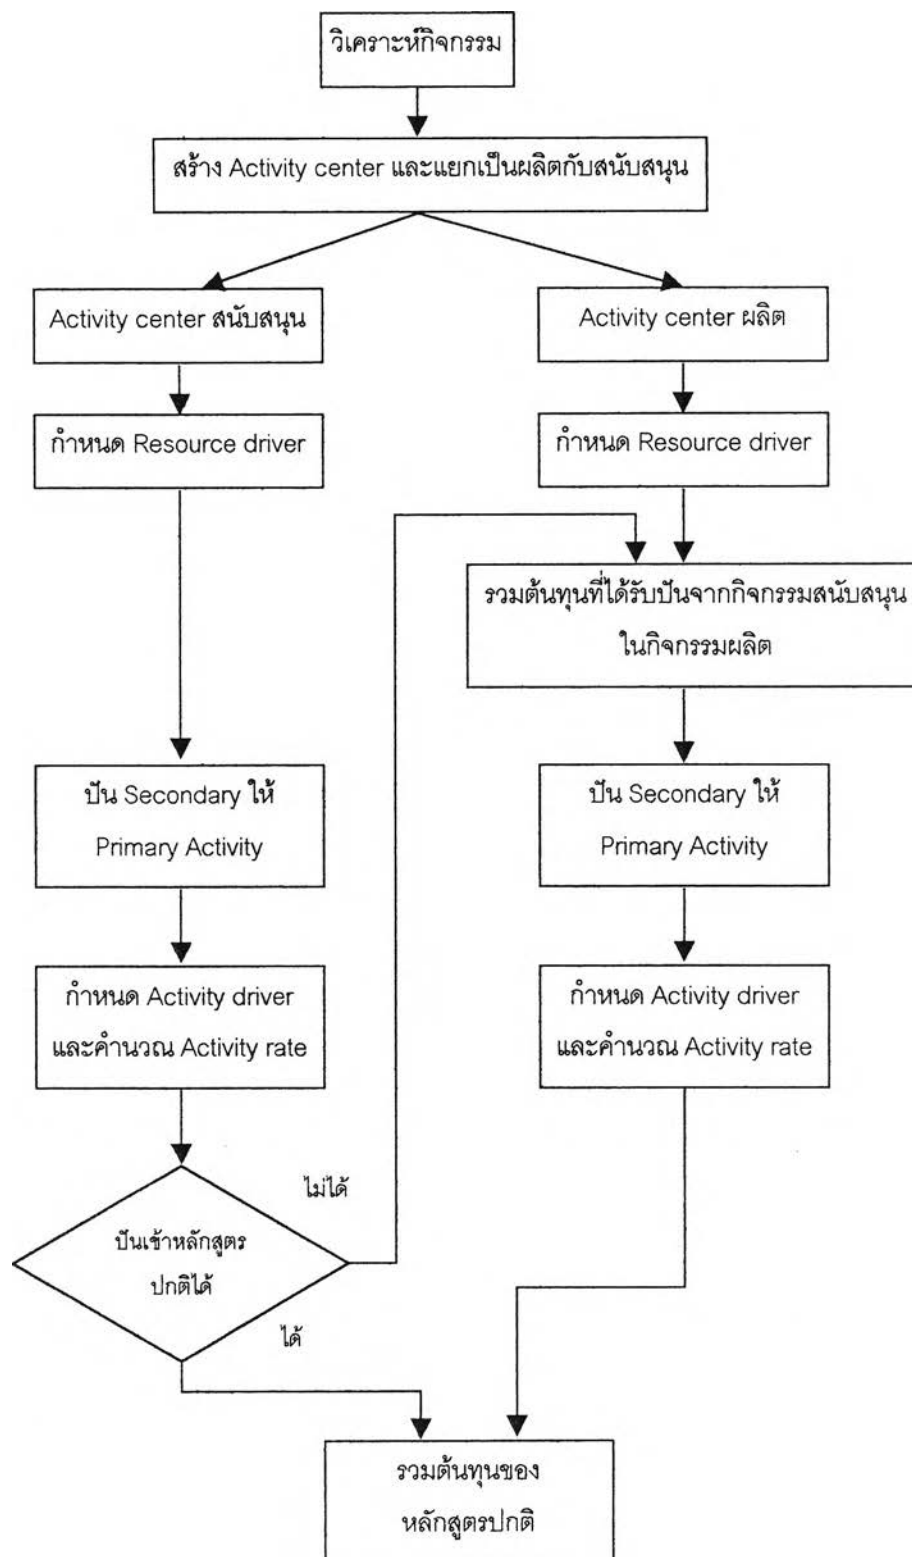 วิเคราะห์กิจกรรม
สร้าง Activity center และแยกเป็นผลิตกับสนับสนุน
Activity center สนับสนุน
Activity center ผลิต
กำหนด Resource driver
กำหนด Resource driver
รวมต้นทุนที่ได้รับปันจากกิจกรรมสนับสนุน
ในกิจกรรมผลิต
ปัน Secondary ให้
Primary Activity
ปัน Secondary ให้
Primary Activity
กำหนด Activity driver
และคำนวณ Activity rate
กำหนด Activity driver
และคำนวณ Activity rate
ไม่ได้
ปันเข้าหลักสูตร
ปกติได้
ได้
รวมต้นทุนของ
หลักสูตรปกติ